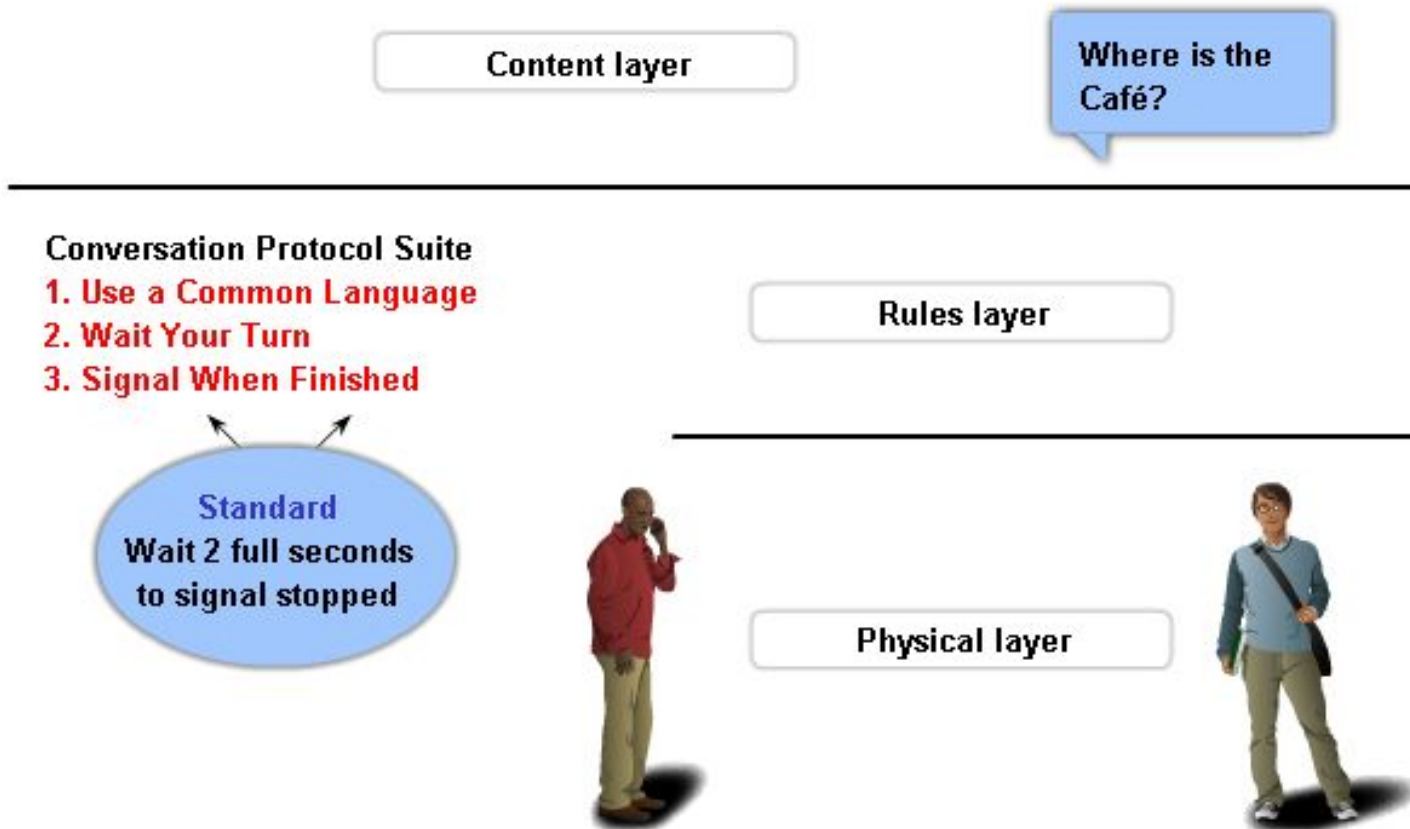 Content layer
Where is the
Café?
Conversation Protocol Suite
1. Use a Common Language
2. Wait Your Turn
3. Signal When Finished
Rules layer
Standard
Wait 2 full seconds
to signal stopped
Physical layer